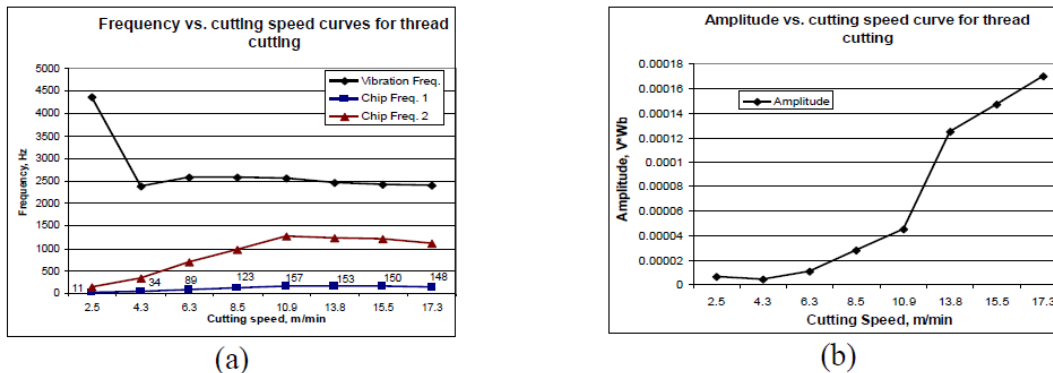 Frequency vs. cutting speed curves for thread
cutting
5000
4500
4000
3500
3000
2500
2000
1500
1000
500
0
Frequency, Hz
Vibration Freq.
Chip Freq. 1
Chip Freq. 2
11 34 89 123 157 153 150 148
2.5 4.3 6.3 8.5 10.9 13.8 15.5 17.3
Cutting speed, m/min
(a)
Amplitude vs. cutting speed curve for thread
cutting
0.00018
0.00016
0.00014
0.00012
0.0001
0.00008
0.00006
0.00004
0.00002
0
Amplitude, V*Wb
Amplitude
2.5 4.3 6.3 8.5 10.9 13.8 15.5 17.3
Cutting Speed, m/min
(b)